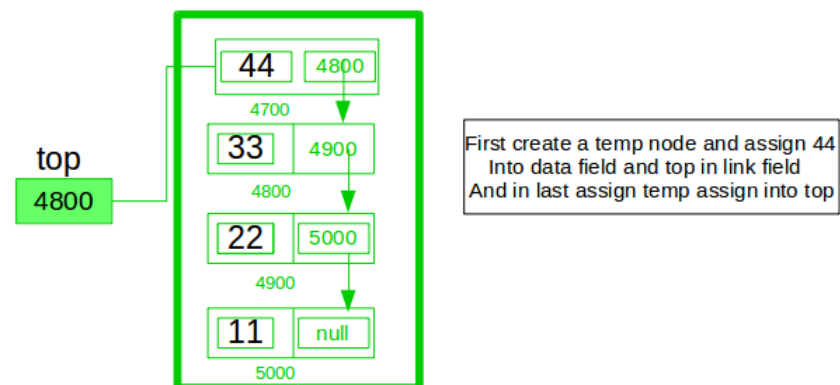 44 4800
4700
33 4900
4800
22 5000
4900
11 null
5000
top
4800
First create a temp node and assign 44
Into data field and top in link field
And in last assign temp assign into top